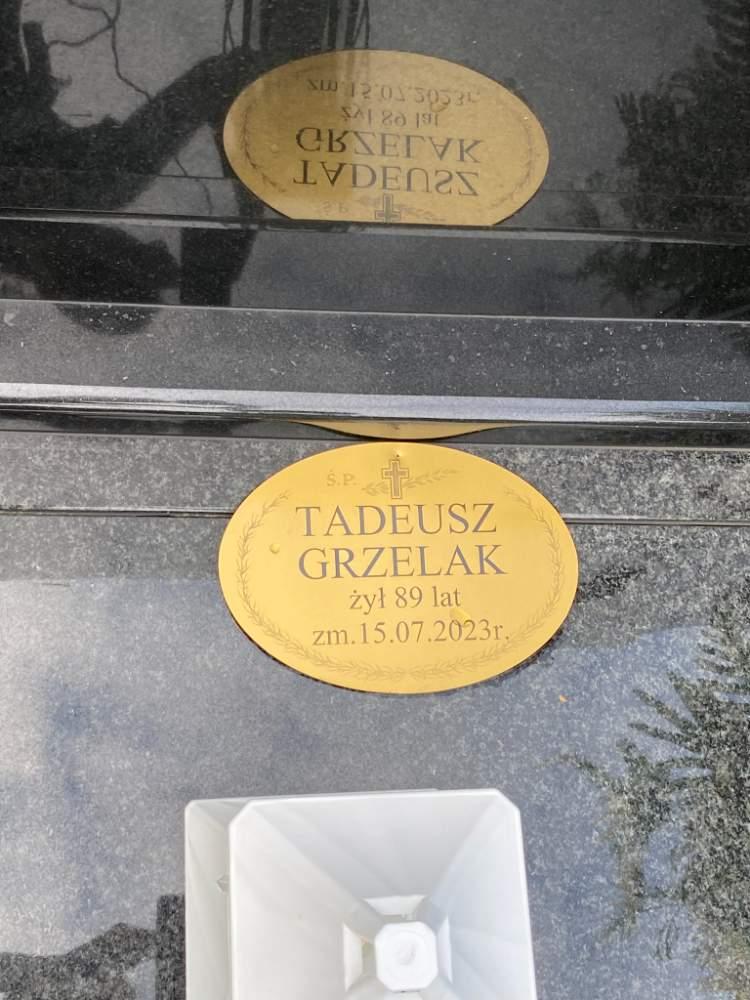 Ś.P.
TADEUSZ
GRZELAK
żył 89 lat
zm.15.07.2023r.